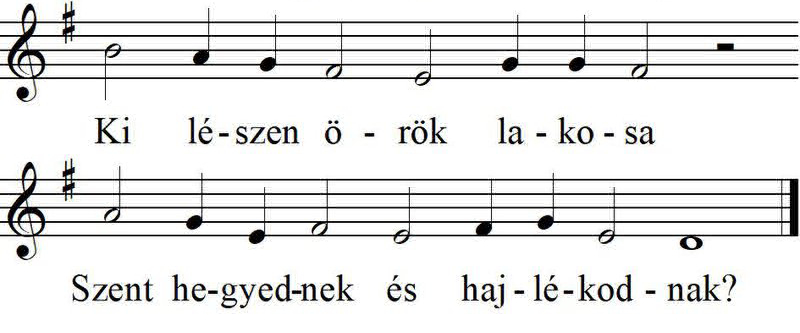 Ki lé-szen ö - rök la - ko - sa
Szent he-gyed-nek és haj - lé - kod - nak?